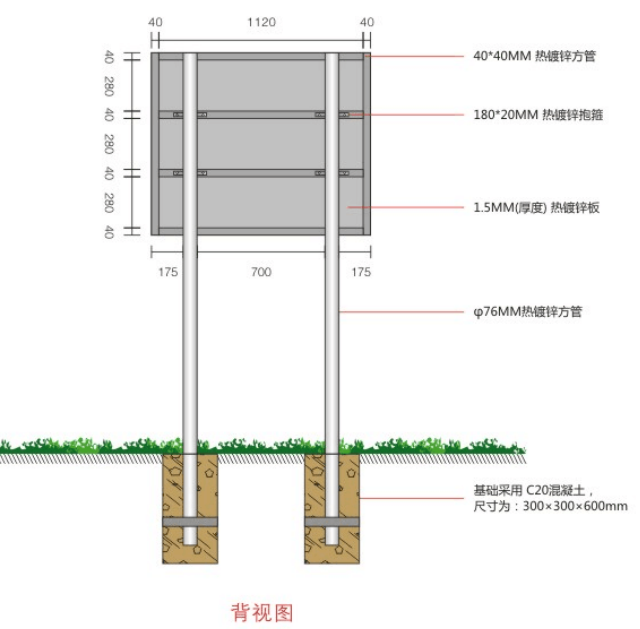 40 1120 40
40
280
40
280
40
280
40
175 700 175
40*40MM 热镀锌方管
180*20MM 热镀锌抱箍
1.5MM(厚度) 热镀锌板
φ76MM热镀锌方管
基础采用 C20混凝土，
尺寸为：300×300×600mm
背视图